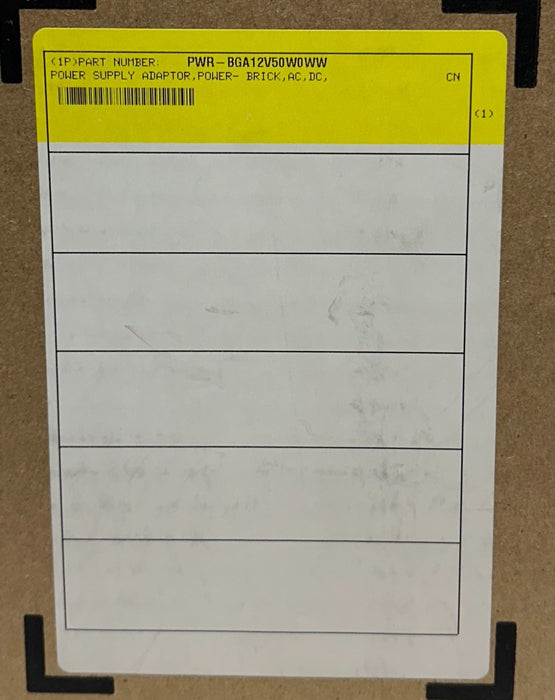 (1P)PART NUMBER: PWR-BGA12V50W0WW
POWER SUPPLY ADAPTOR,POWER- BRICK,AC,DC, CN
(1)